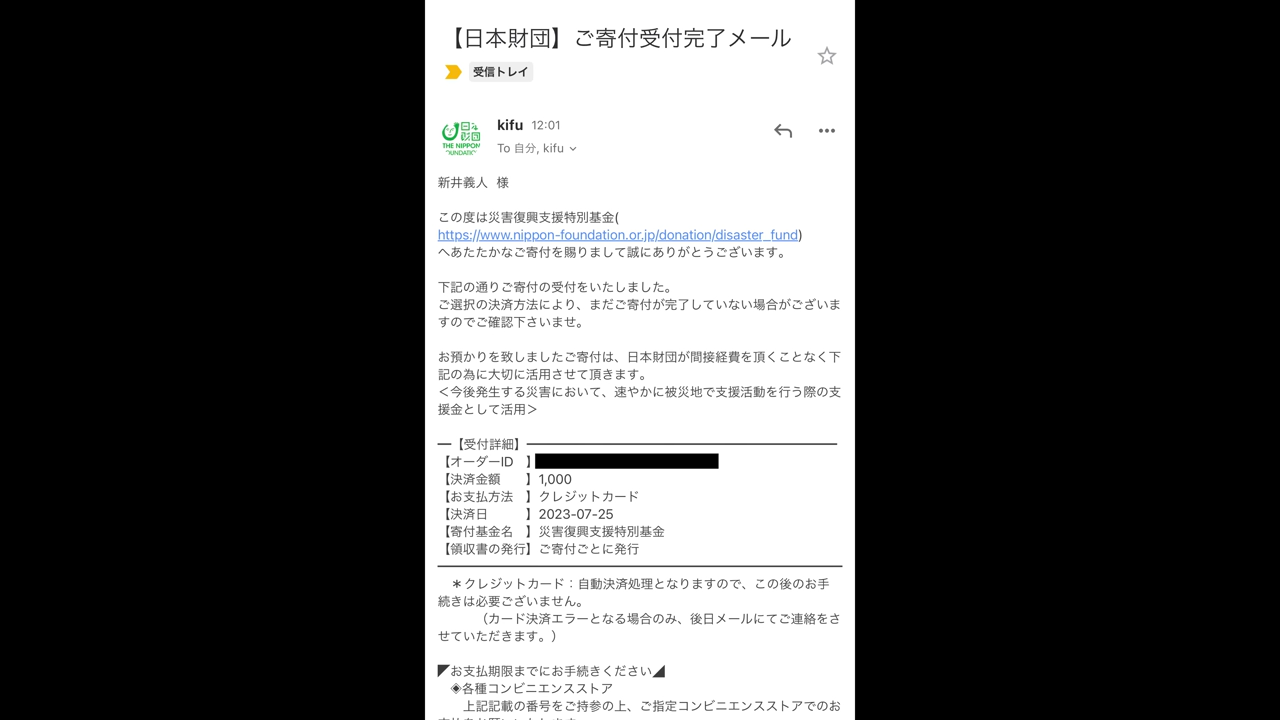 【日本財団】ご寄付受付完了メール
受信トレイ
日本
財団
THE NIPPON
FOUNDATION
kifu 12:01
To 自分, kifu
新井義人 様
この度は災害復興支援特別基金(
https://www.nippon-foundation.or.jp/donation/disaster_fund)
へあたたかなご寄付を賜りまして誠にありがとうございます。
下記の通りご寄付の受付をいたしました。
ご選択の決済方法により、まだご寄付が完了していない場合がございま
すのでご確認下さいませ。
お預かりを致しましたご寄付は、日本財団が間接経費を頂くことなく下
記の為に大切に活用させて頂きます。
＜今後発生する災害において、速やかに被災地で支援活動を行う際の支
援金として活用＞
━【受付詳細】━━━━━━━━━━━━━━━━━━━━━━━━━
【オーダーID 】
【決済金額 】1,000
【お支払方法 】クレジットカード
【決済日 】2023-07-25
【寄付基金名 】災害復興支援特別基金
【領収書の発行】ご寄付ごとに発行
＊クレジットカード：自動決済処理となりますので、この後のお手
続きは必要ございません。
（カード決済エラーとなる場合のみ、後日メールにてご連絡をさ
せていただきます。）
◤お支払期限までにお手続きください◢
◈各種コンビニエンスストア
上記記載の番号をご持参の上、ご指定コンビニエンスストアでのお